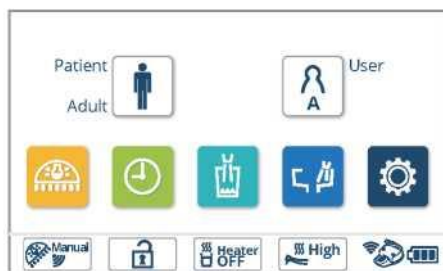 Patient
Adult
User
A
Manual
Heater
OFF
High